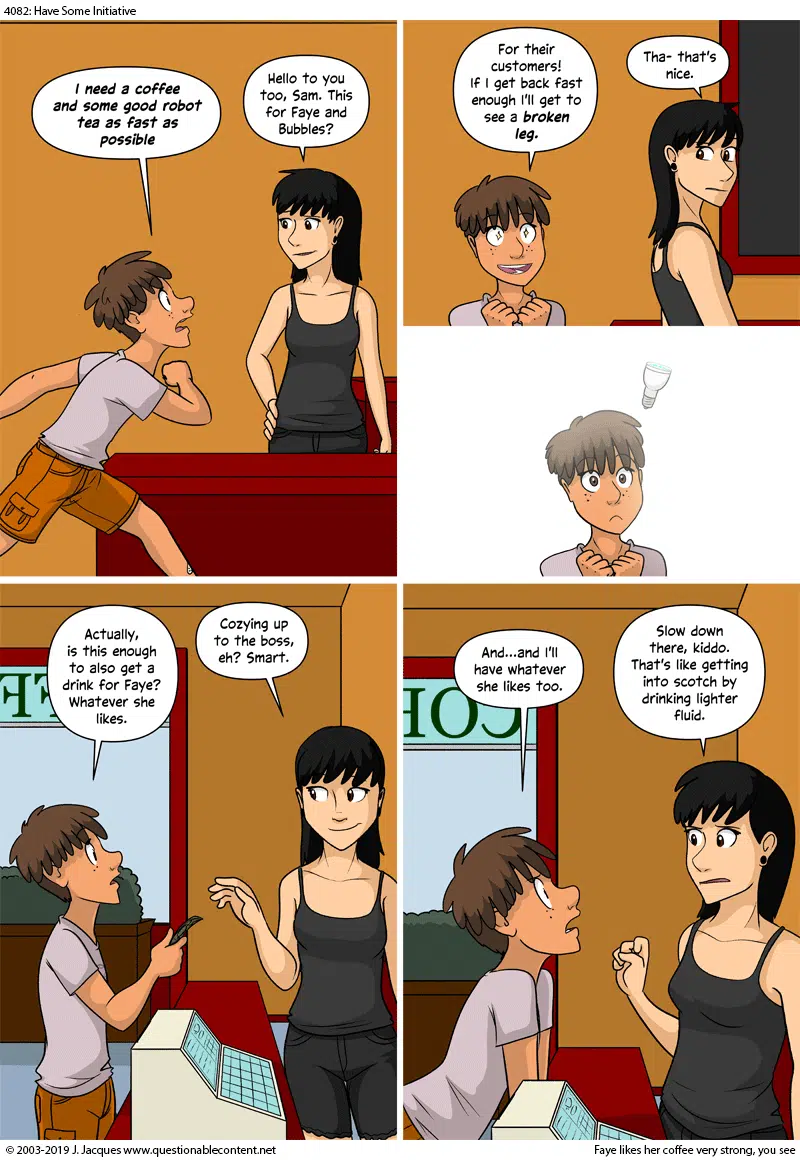 4082: Have Some Initiative
I need a coffee
and some good robot
tea as fast as
possible
Hello to you
too, Sam. This
for Faye and
Bubbles?
For their
customers!
If I get back fast
enough I'll get to
see a broken
leg.
Tha- that's
nice.
Actually,
is this enough
to also get a
drink for Faye?
Whatever she
likes.
Cozying up
to the boss,
eh? Smart.
And...and I'll
have whatever
she likes too.
Slow down
there, kiddo.
That's like getting
into scotch by
drinking lighter
fluid.
© 2003-2019 J. Jacques www.questionablecontent.net
Faye likes her coffee very strong, you see